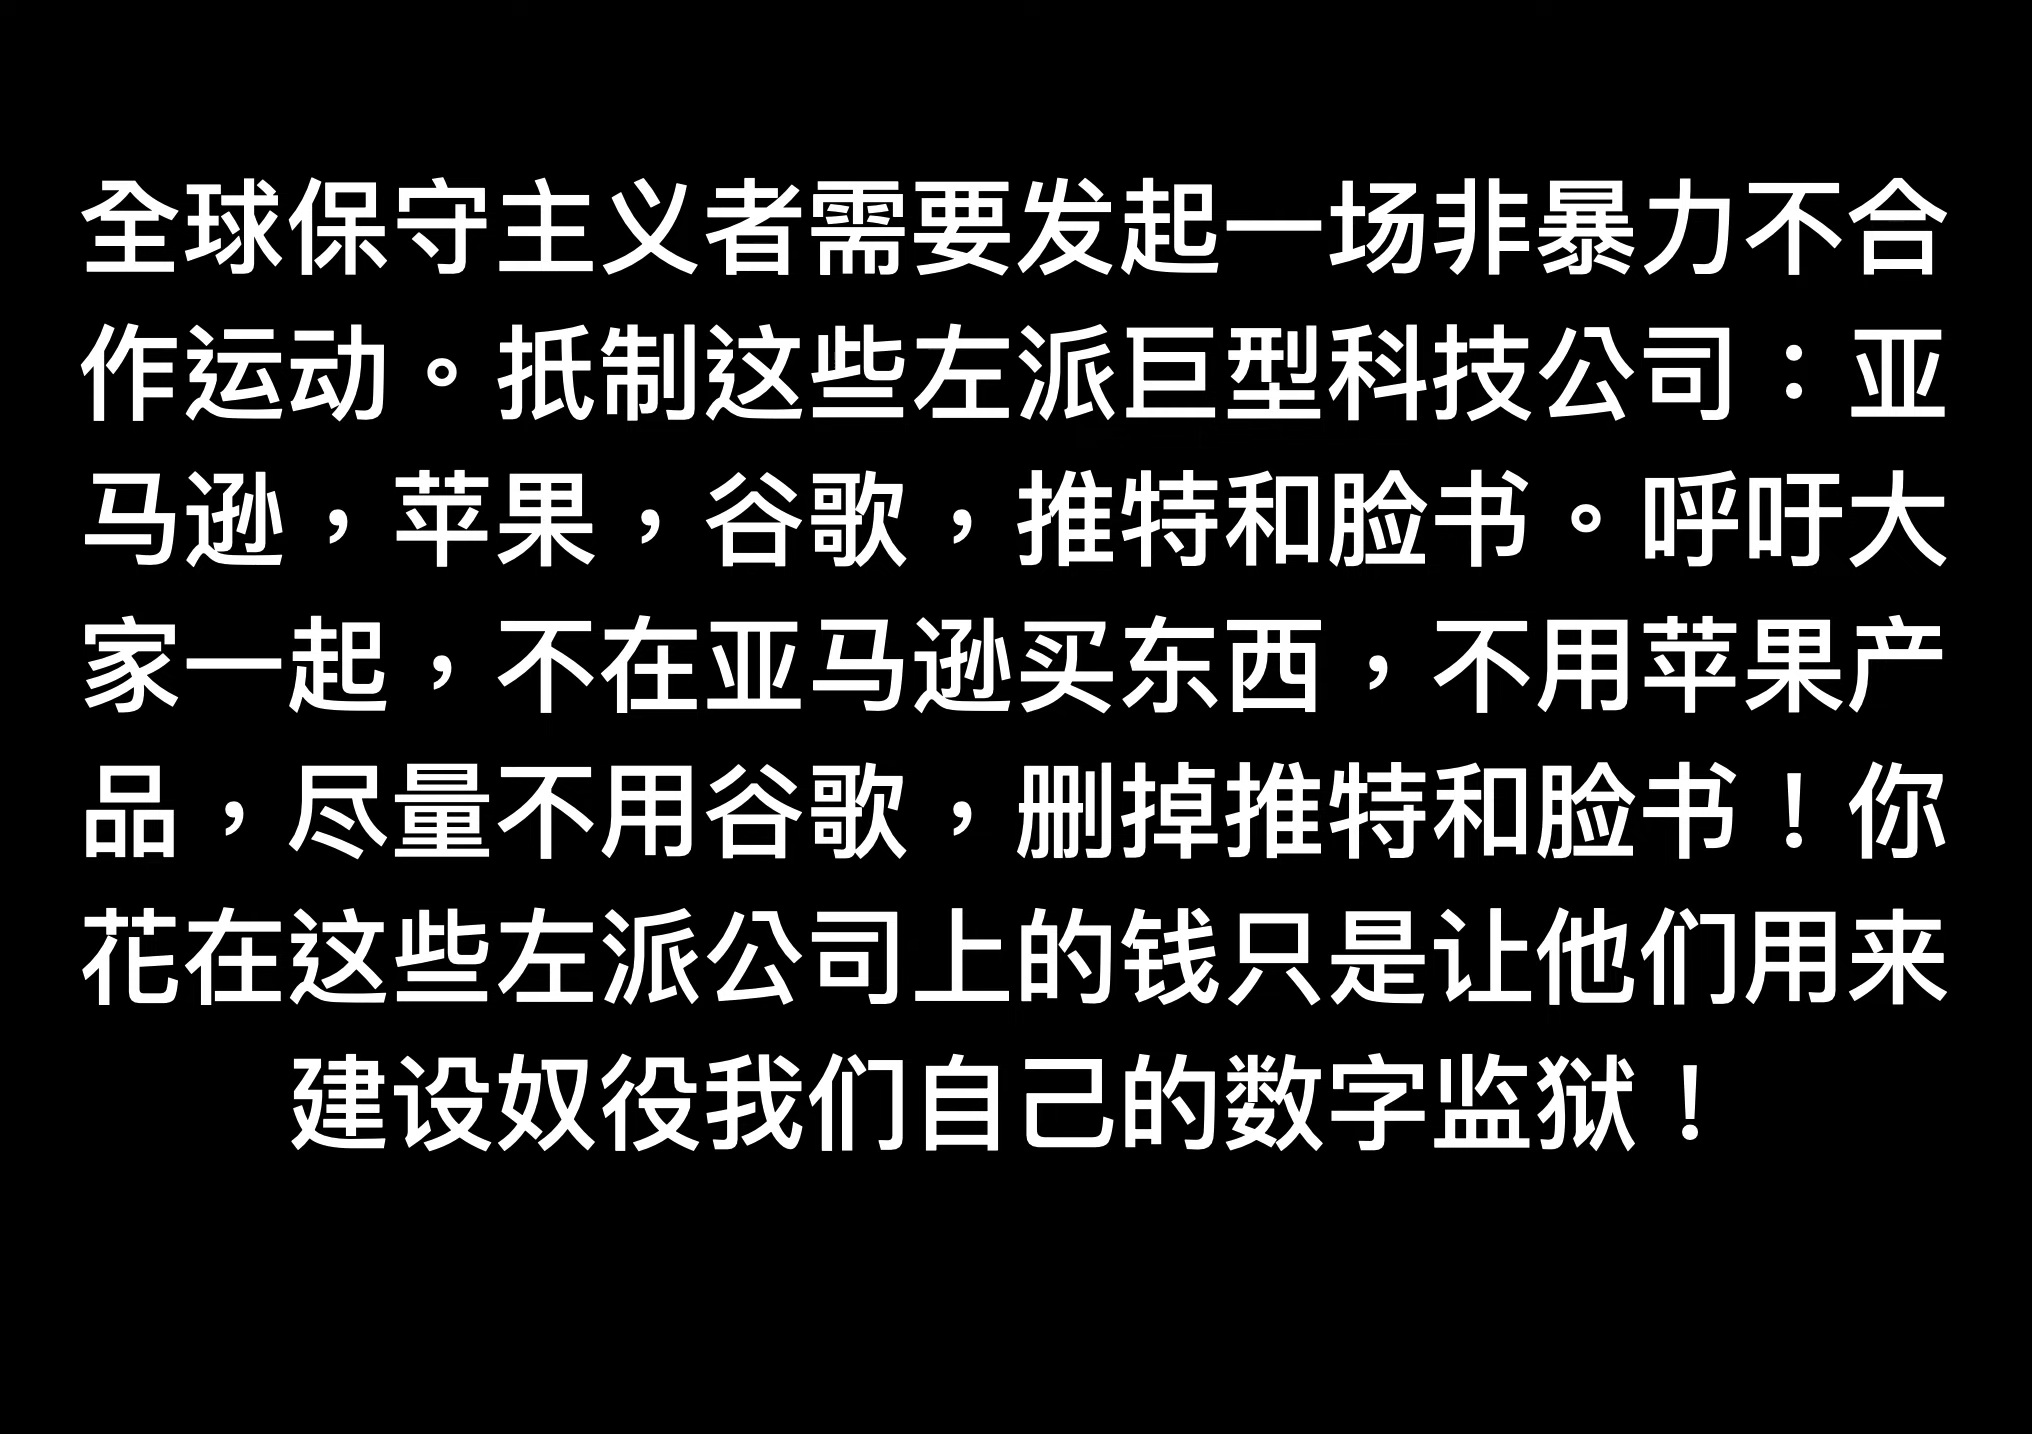 全球保守主义者需要发起一场非暴力不合
作运动。抵制这些左派巨型科技公司：亚
马逊，苹果，谷歌，推特和脸书。呼吁大
家一起，不在亚马逊买东西，不用苹果产
品，尽量不用谷歌，删掉推特和脸书！你
花在这些左派公司上的钱只是让他们用来
建设奴役我们自己的数字监狱！